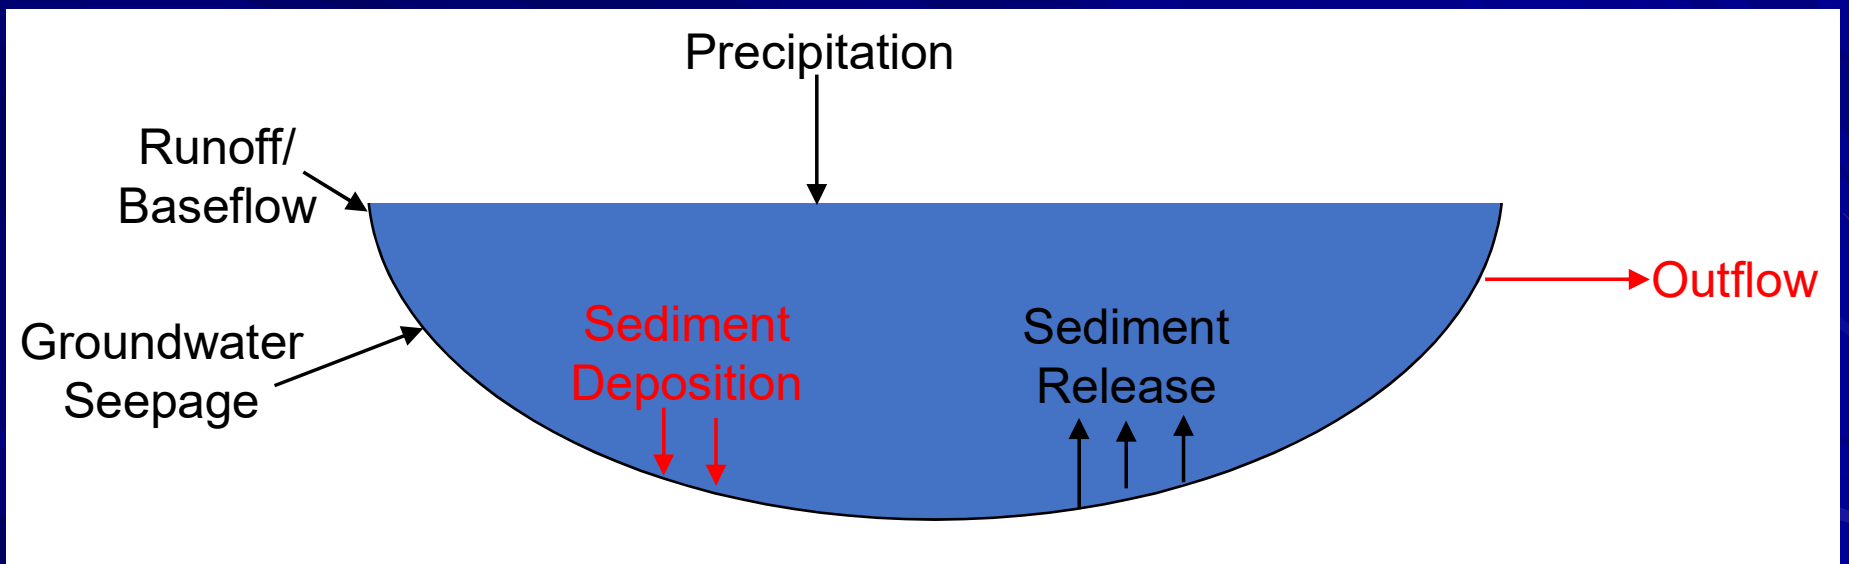 Precipitation
Runoff/
Baseflow
Groundwater
Seepage
Sediment
Deposition
Sediment
Release
Outflow